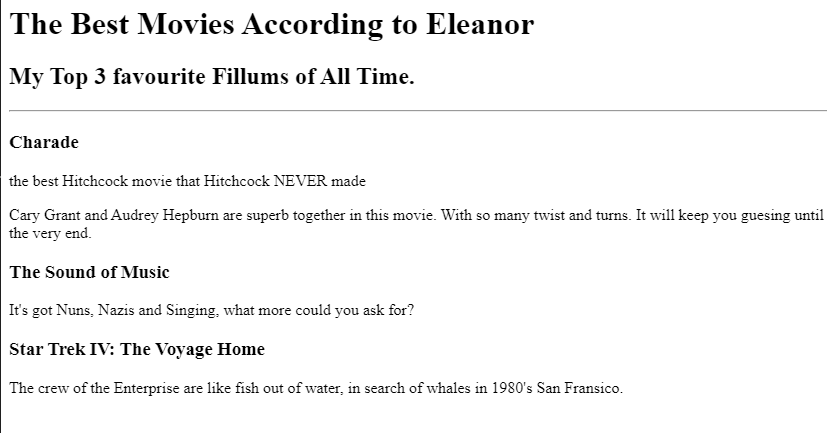 The Best Movies According to Eleanor
My Top 3 favourite Fillums of All Time.
Charade
the best Hitchcock movie that Hitchcock NEVER made
Cary Grant and Audrey Hepburn are superb together in this movie. With so many twist and turns. It will keep you guesing until
the very end.
The Sound of Music
It's got Nuns, Nazis and Singing, what more could you ask for?
Star Trek IV: The Voyage Home
The crew of the Enterprise are like fish out of water, in search of whales in 1980's San Fransico.